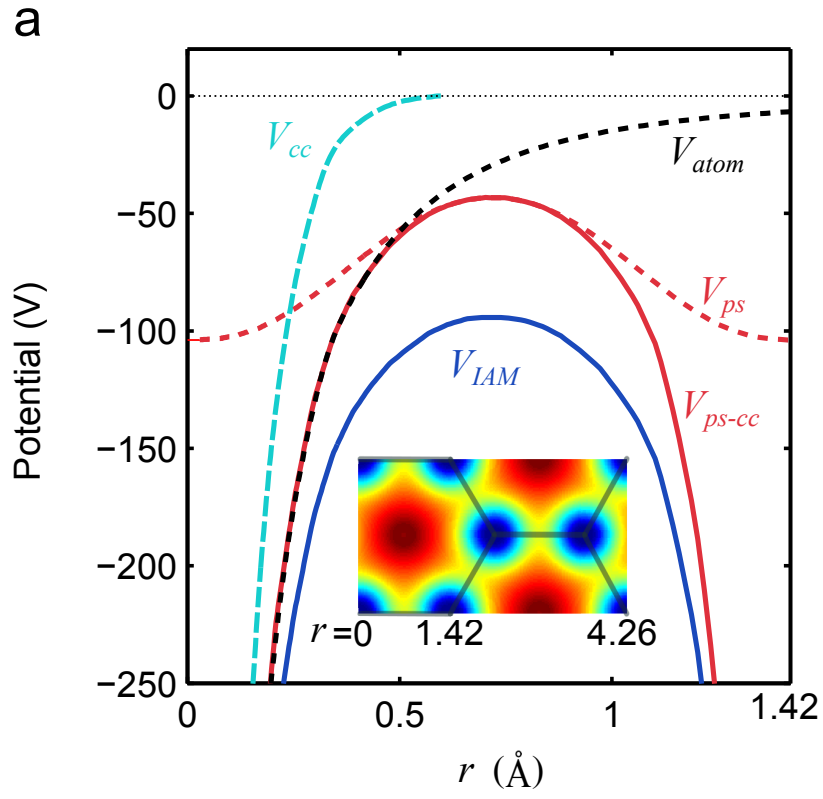 a
Potential (V)
0
−50
−100
−150
−200
−250
V_cc
V_atom
V_ps
V_IAM
V_ps-cc
r=0 1.42 4.26
0 0.5 1 1.42
r (Å)